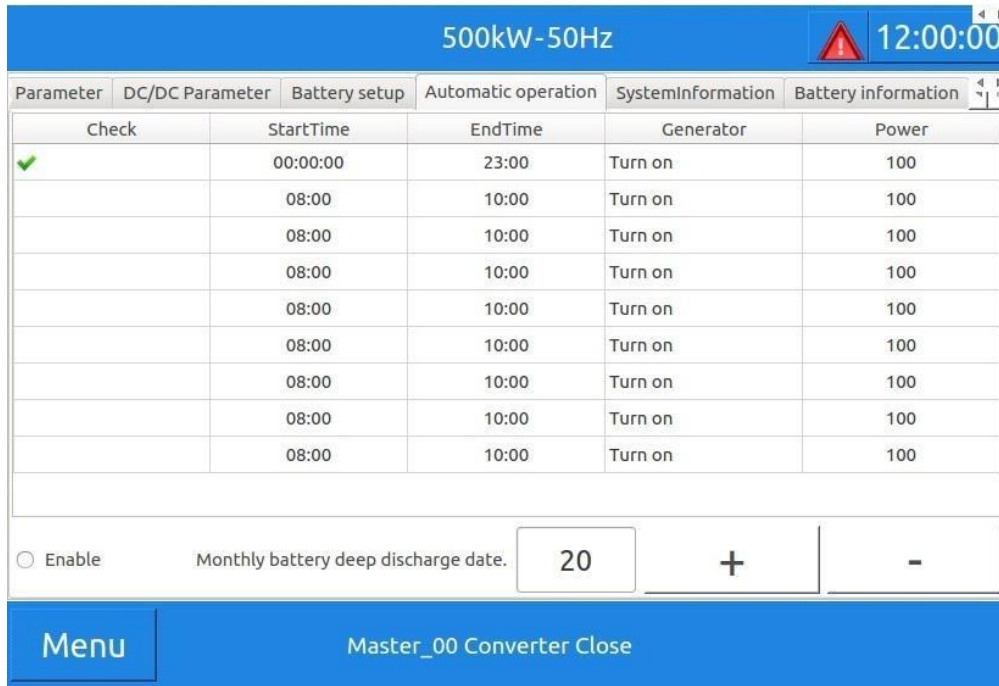 500kW-50Hz 12:00:00
Parameter DC/DC Parameter Battery setup Automatic operation SystemInformation Battery information
Check StartTime EndTime Generator Power
00:00:00 23:00 Turn on 100
08:00 10:00 Turn on 100
08:00 10:00 Turn on 100
08:00 10:00 Turn on 100
08:00 10:00 Turn on 100
08:00 10:00 Turn on 100
08:00 10:00 Turn on 100
08:00 10:00 Turn on 100
08:00 10:00 Turn on 100
Enable Monthly battery deep discharge date. 20 + -
Menu Master_00 Converter Close